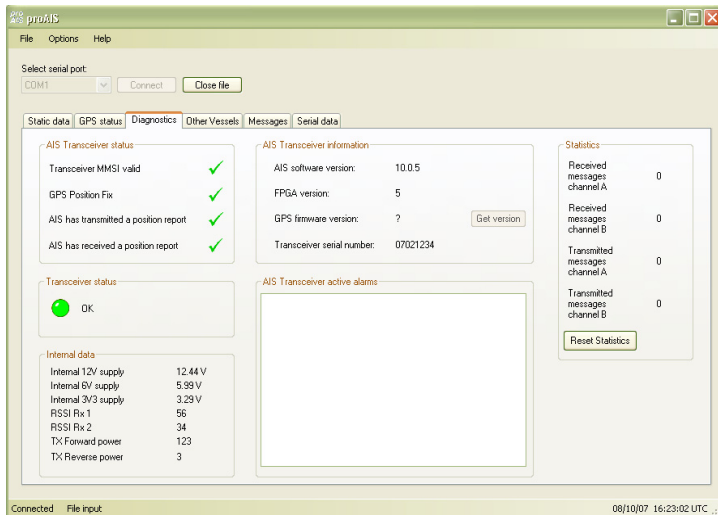 proAIS
File Options Help
Select serial port:
COM1 Connect Close file
Static data GPS status Diagnostics Other Vessels Messages Serial data
AIS Transceiver status
Transceiver MMSI valid
GPS Position Fix
AIS has transmitted a position report
AIS has received a position report
AIS Transceiver information
AIS software version: 10.0.5
FPGA version: 5
GPS firmware version: ? Get version
Transceiver serial number: 07021234
Statistics
Received
messages 0
channel A
Received
messages 0
channel B
Transmitted
messages 0
channel A
Transmitted
messages 0
channel B
Reset Statistics
Transceiver status
OK
AIS Transceiver active alarms
Internal data
Internal 12V supply 12.44 V
Internal 6V supply 5.99 V
Internal 3V3 supply 3.29 V
RSSI Rx 1 56
RSSI Rx 2 34
TX Forward power 123
TX Reverse power 3
Connected File input 08/10/07 16:23:02 UTC